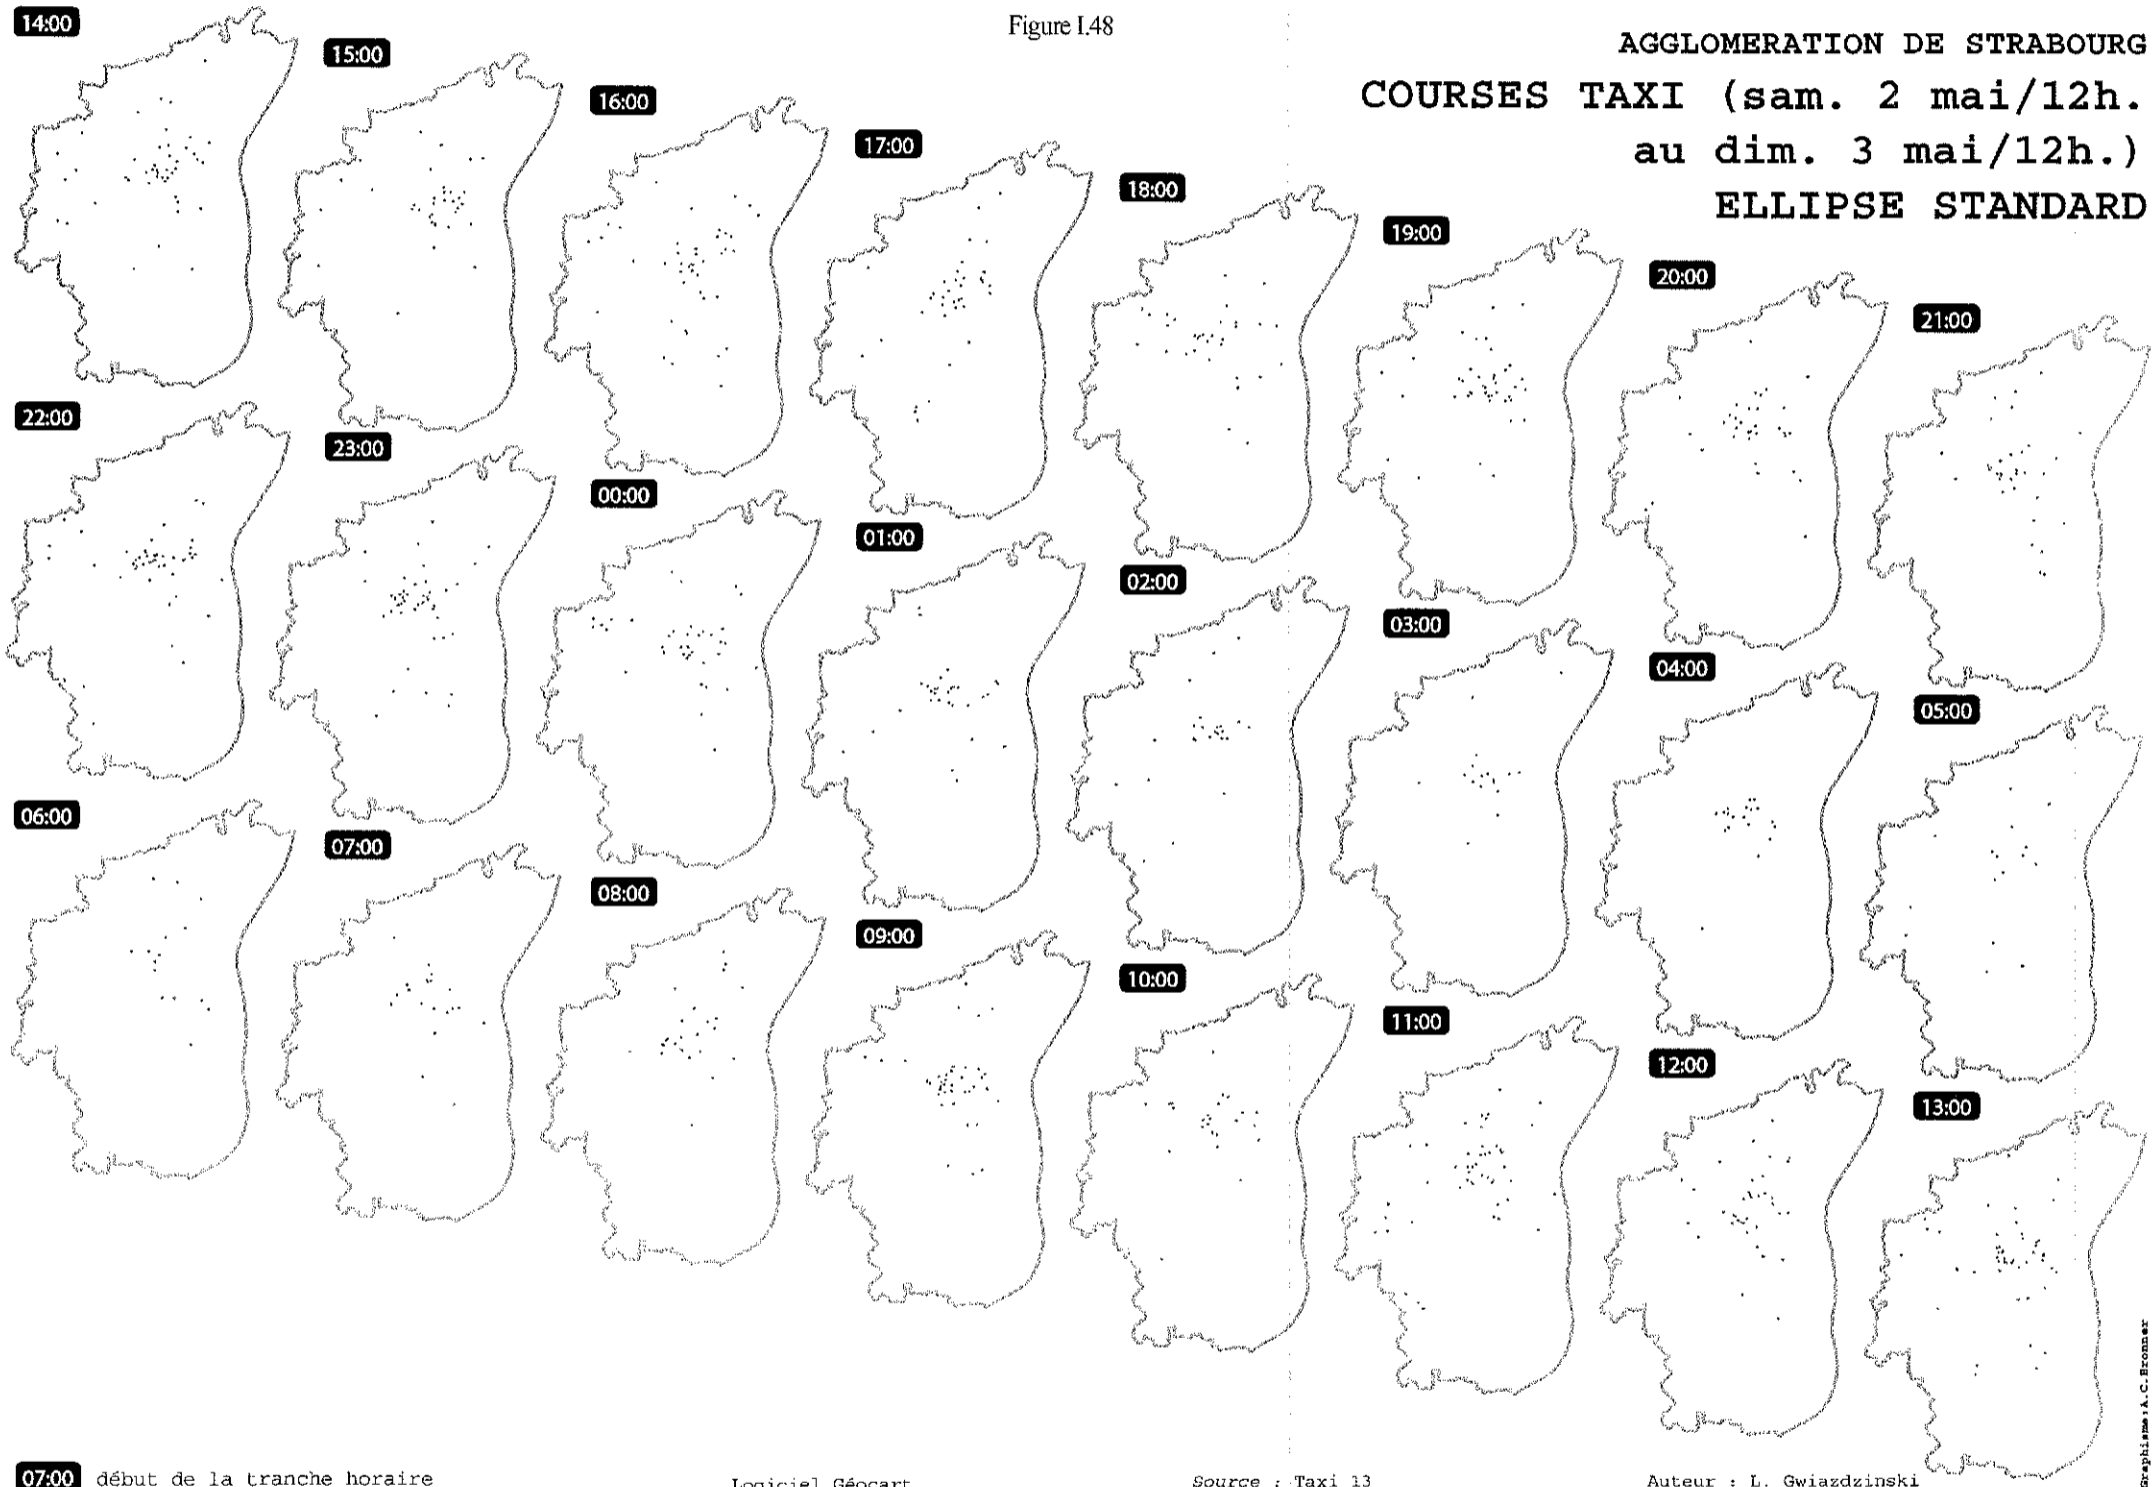 Figure I.48
AGGLOMERATION DE STRABOURG
COURSES TAXI (sam. 2 mai/12h.
au dim. 3 mai/12h.)
ELLIPSE STANDARD
14:00
15:00
16:00
17:00
18:00
19:00
20:00
21:00
22:00
23:00
00:00
01:00
02:00
03:00
04:00
05:00
06:00
07:00
08:00
09:00
10:00
11:00
12:00
13:00
Graphisme:A.C.Bronner
07:00 début de la tranche horaire
Logiciel Géocart
Source : Taxi 13
Auteur : L. Gwiazdzinski